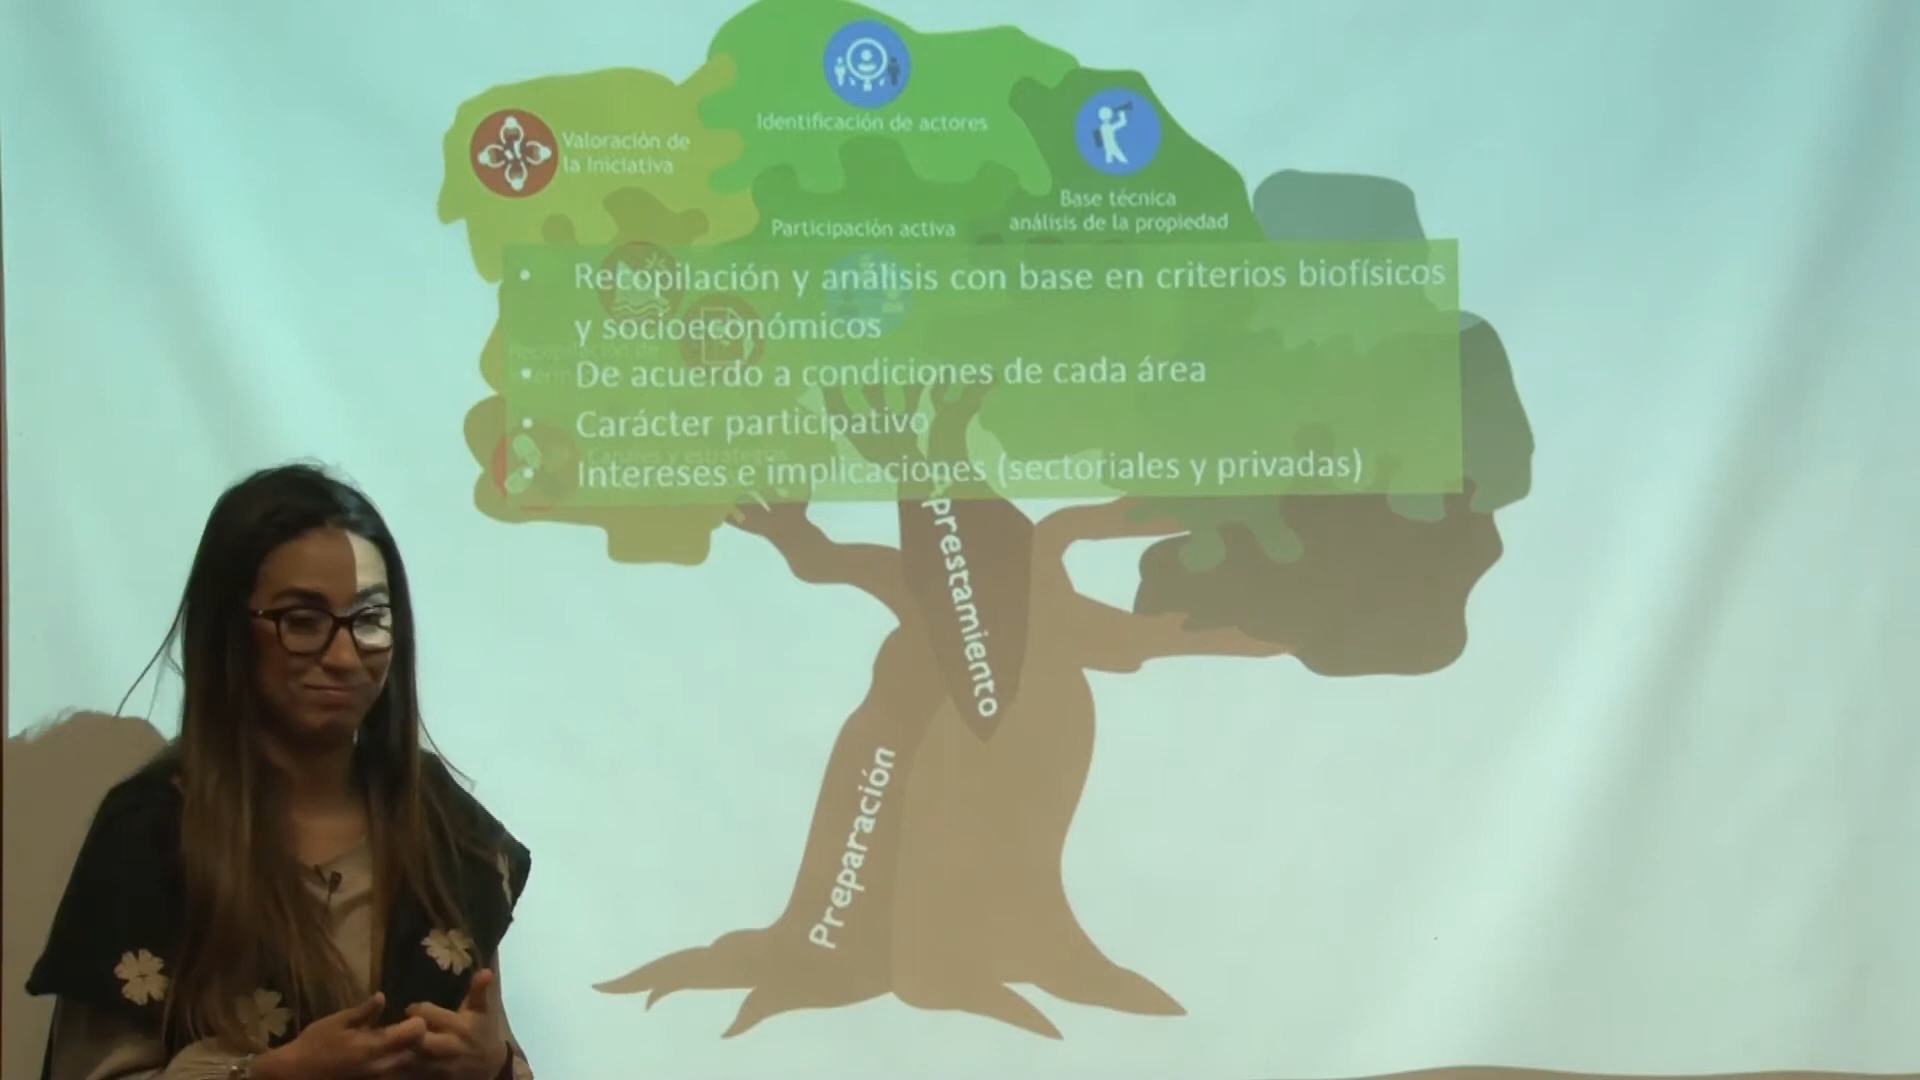 Identificación de actores
Valoración de
la Iniciativa
Base técnica
análisis de la propiedad
Participación activa
• Recopilación y análisis con base en criterios biofísicos
y socioeconómicos
• De acuerdo a condiciones de cada área
• Carácter participativo
• Intereses e implicaciones (sectoriales y privadas)
prestamiento
Preparación